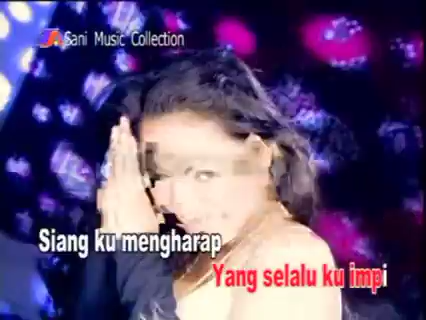 Sani Music Collection
Siang ku mengharap
Yang selalu ku impi